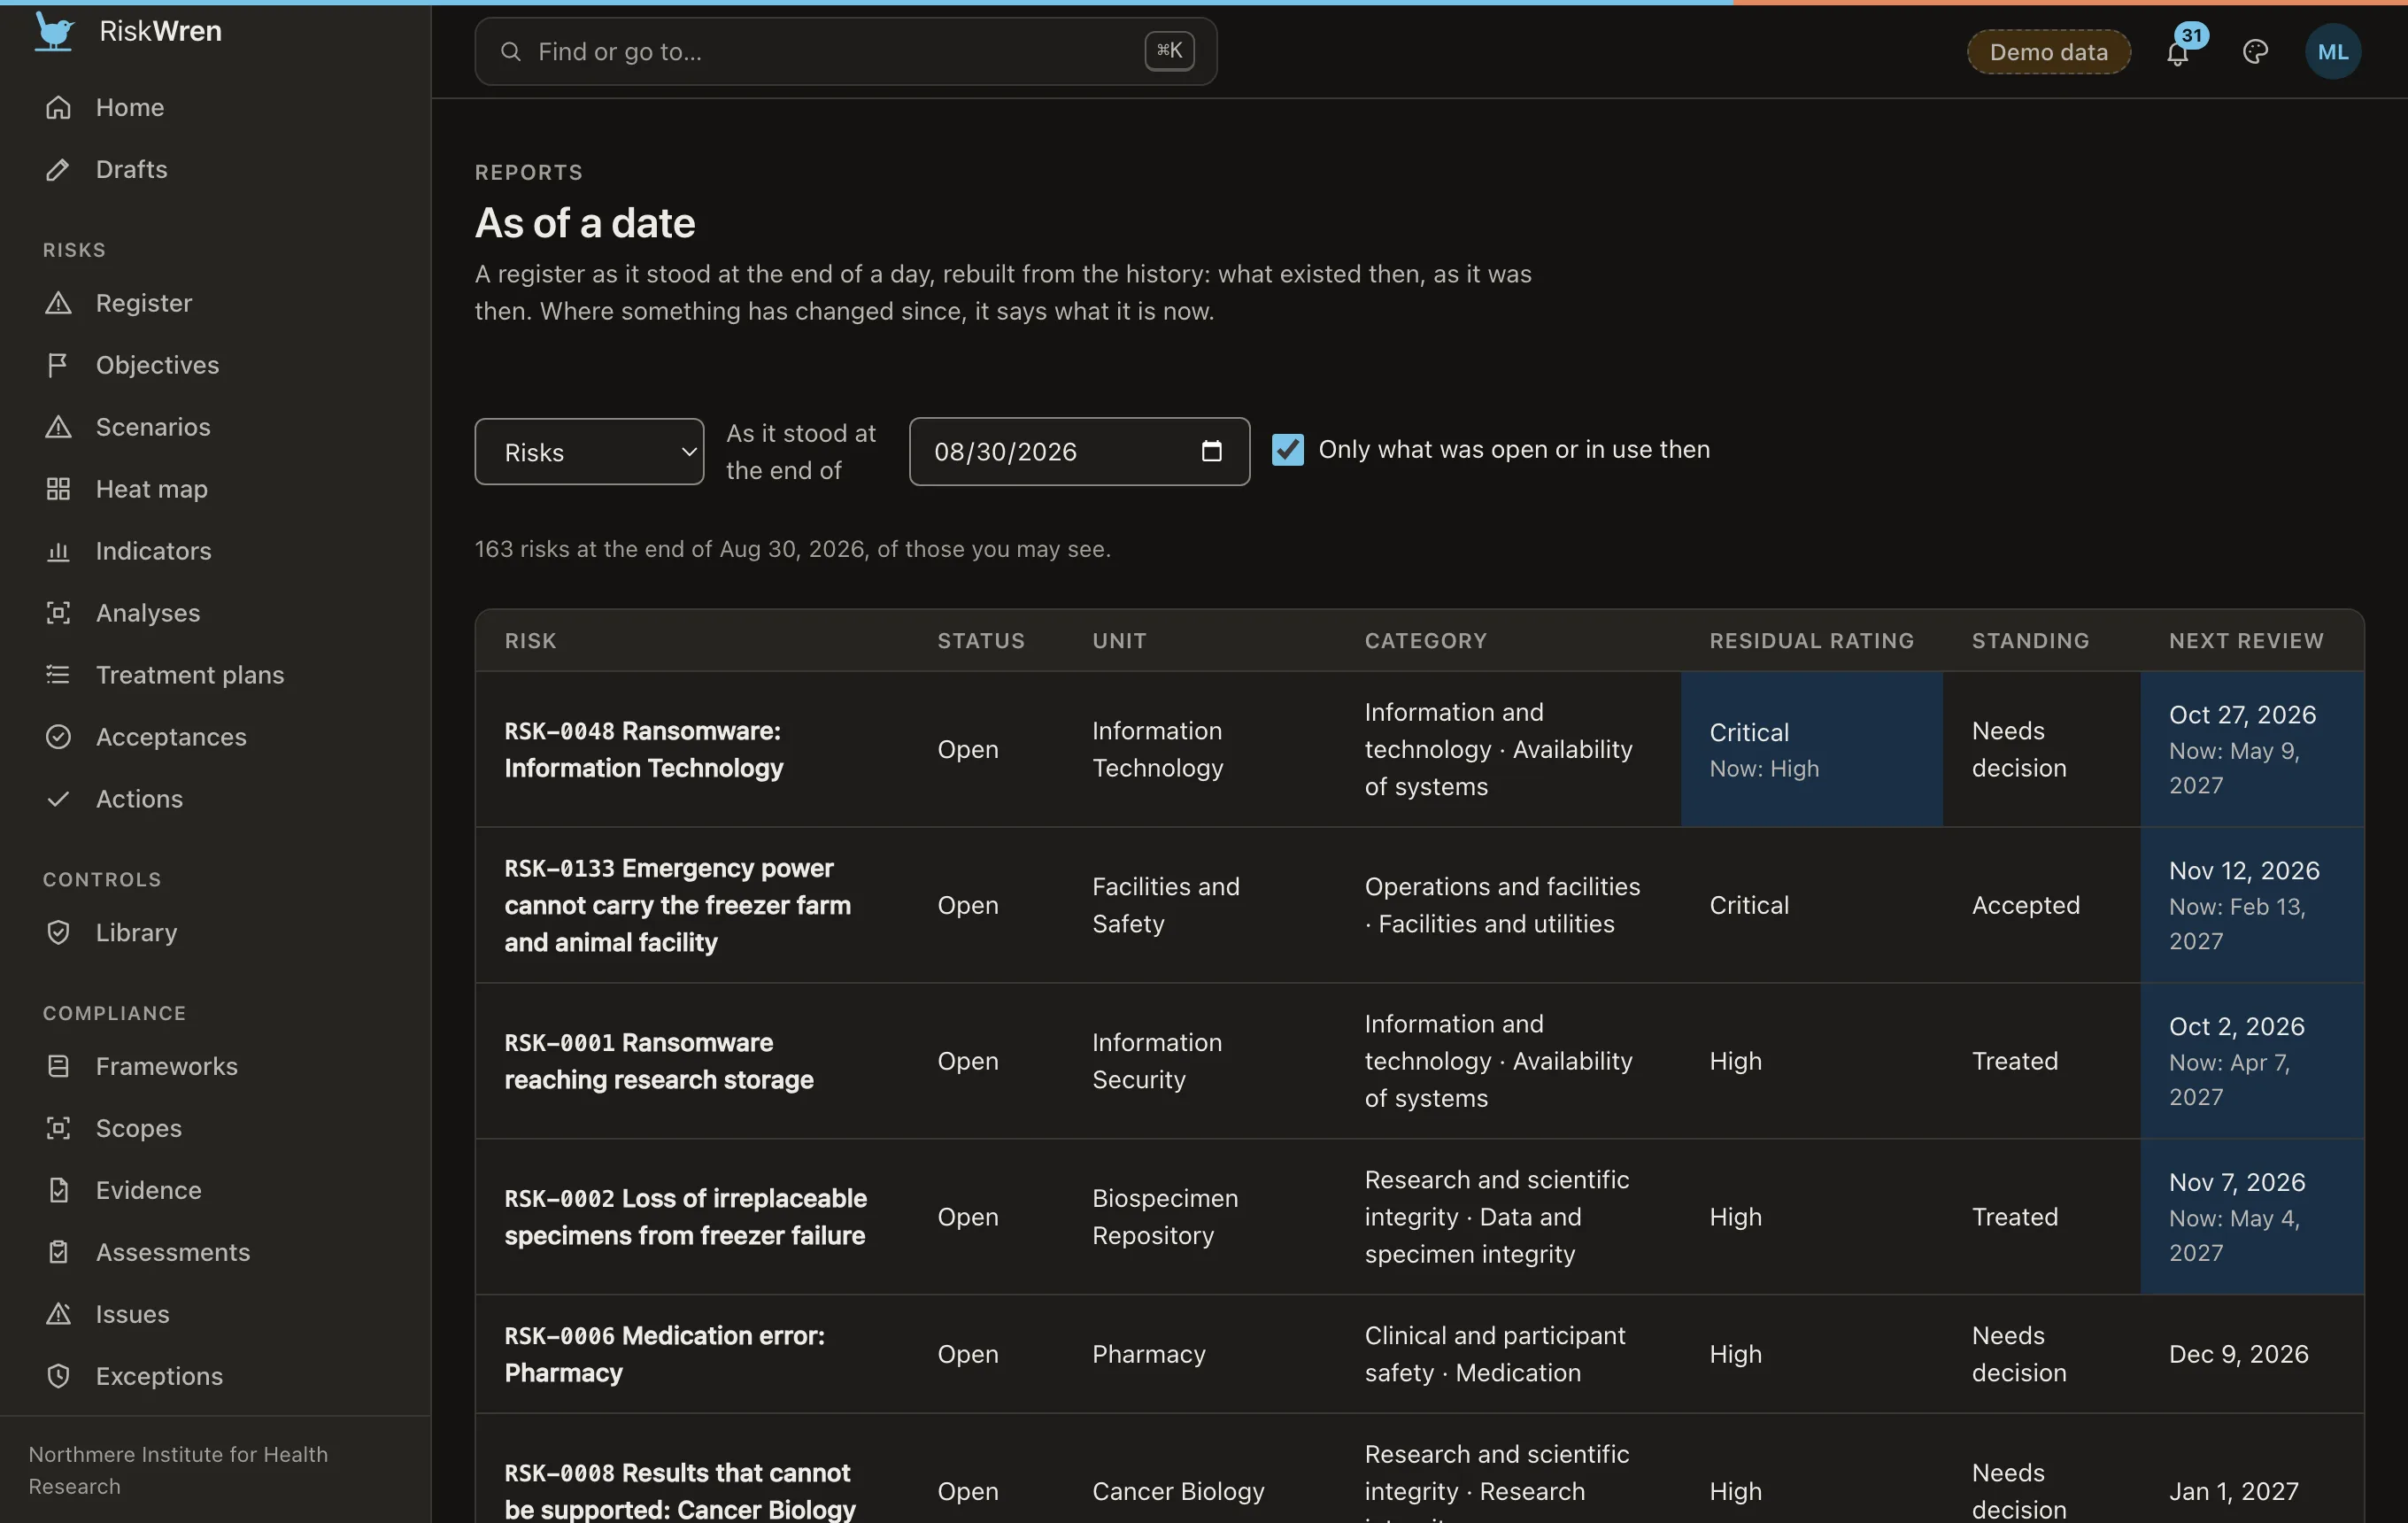 RiskWren
Find or go to...
⌘K
Demo data
31
ML
Home
Drafts
RISKS
Register
Objectives
Scenarios
Heat map
Indicators
Analyses
Treatment plans
Acceptances
Actions
CONTROLS
Library
COMPLIANCE
Frameworks
Scopes
Evidence
Assessments
Issues
Exceptions
Northmere Institute for Health
Research
REPORTS
As of a date
A register as it stood at the end of a day, rebuilt from the history: what existed then, as it was
then. Where something has changed since, it says what it is now.
Risks
As it stood at
the end of
08/30/2026
Only what was open or in use then
163 risks at the end of Aug 30, 2026, of those you may see.
RISK STATUS UNIT CATEGORY RESIDUAL RATING STANDING NEXT REVIEW
RSK-0048 Ransomware:
Information Technology
Open
Information
Technology
Information and
technology · Availability
of systems
Critical
Now: High
Needs
decision
Oct 27, 2026
Now: May 9,
2027
RSK-0133 Emergency power
cannot carry the freezer farm
and animal facility
Open
Facilities and
Safety
Operations and facilities
· Facilities and utilities
Critical
Accepted
Nov 12, 2026
Now: Feb 13,
2027
RSK-0001 Ransomware
reaching research storage
Open
Information
Security
Information and
technology · Availability
of systems
High
Treated
Oct 2, 2026
Now: Apr 7,
2027
RSK-0002 Loss of irreplaceable
specimens from freezer failure
Open
Biospecimen
Repository
Research and scientific
integrity · Data and
specimen integrity
High
Treated
Nov 7, 2026
Now: May 4,
2027
RSK-0006 Medication error:
Pharmacy
Open
Pharmacy
Clinical and participant
safety · Medication
High
Needs
decision
Dec 9, 2026
RSK-0008 Results that cannot
be supported: Cancer Biology
Open
Cancer Biology
Research and scientific
integrity · Research
High
Needs
decision
Jan 1, 2027